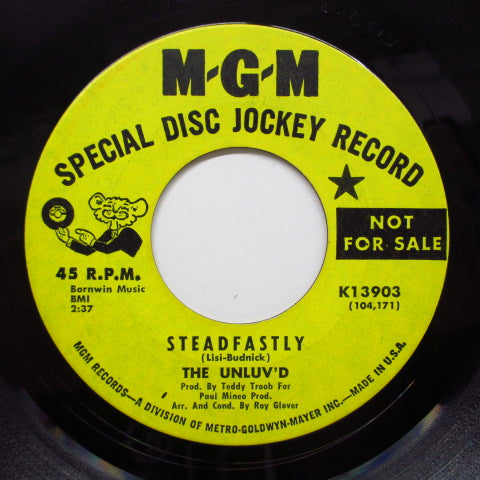 M-G-M
SPECIAL DISC JOCKEY RECORD
NOT
FOR SALE
45 R.P.M.
Bornwin Music
BMI
2:37
K13903
(104,171)
STEADFASTLY
(Lisi-Budnick)
THE UNLUV'D
Prod. By Teddy Troob For
Paul Mineo Prod.
Arr. And Cond. By Roy Glover
MGM RECORDS—A DIVISION OF METRO-GOLDWYN-MAYER INC.—MADE IN U.S.A.